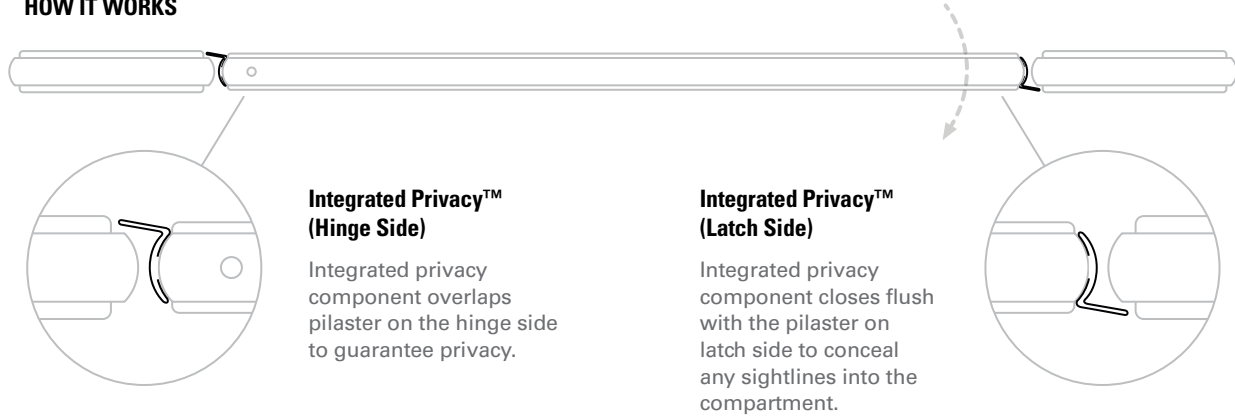 HOW IT WORKS
Integrated Privacy™
(Hinge Side)
Integrated privacy
component overlaps
pilaster on the hinge side
to guarantee privacy.
Integrated Privacy™
(Latch Side)
Integrated privacy
component closes flush
with the pilaster on
latch side to conceal
any sightlines into the
compartment.